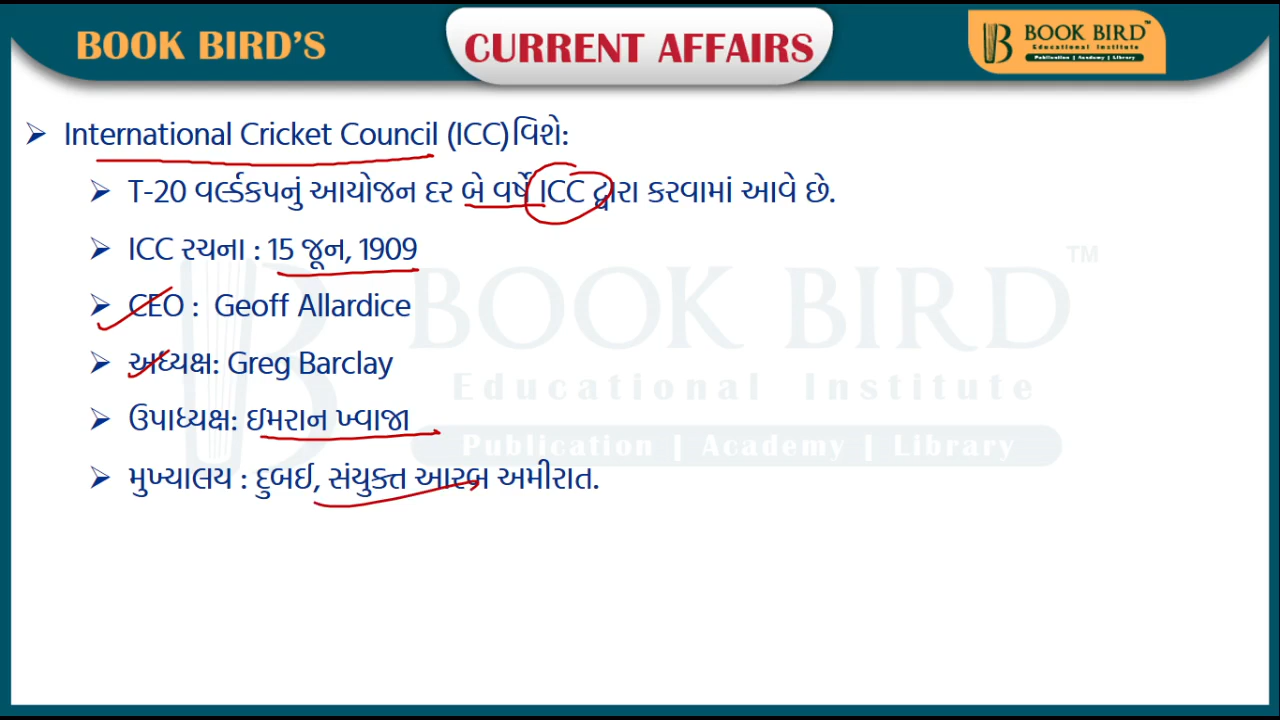 BOOK BIRD'S
CURRENT AFFAIRS
BOOK BIRD™
Educational Institute
Publication | Academy | Library
➢ International Cricket Council (ICC) વિશે:
➢ T-20 વર્લ્ડકપનું આયોજન દર બે વર્ષે ICC દ્વારા કરવામાં આવે છે.
➢ ICC રચના : 15 જૂન, 1909
➢ CEO : Geoff Allardice
➢ અધ્યક્ષ: Greg Barclay
➢ ઉપાધ્યક્ષ: ઇમરાન ખ્વાજા
➢ મુખ્યાલય : દુબઈ, સંયુક્ત આરબ અમીરાત.
BOOK BIRD™
Educational Institute
Publication | Academy | Library